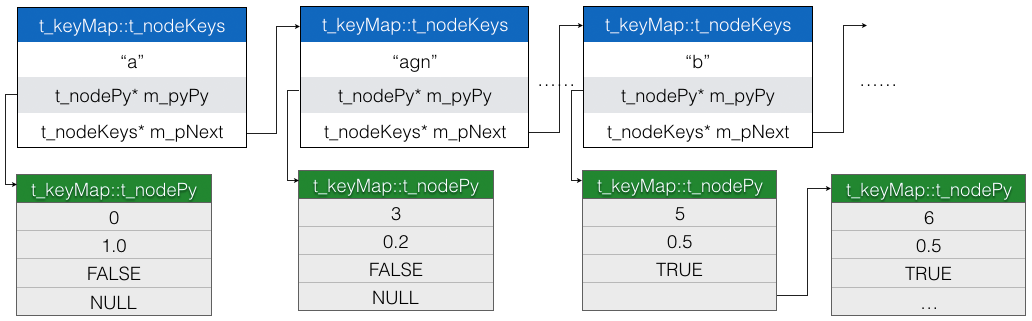 t_keyMap::t_nodeKeys
“a”
t_nodePy* m_pyPy
t_nodeKeys* m_pNext
t_keyMap::t_nodeKeys
“agn”
t_nodePy* m_pyPy
t_nodeKeys* m_pNext
......
t_keyMap::t_nodeKeys
“b”
t_nodePy* m_pyPy
t_nodeKeys* m_pNext
......
t_keyMap::t_nodePy
0
1.0
FALSE
NULL
t_keyMap::t_nodePy
3
0.2
FALSE
NULL
t_keyMap::t_nodePy
5
0.5
TRUE
t_keyMap::t_nodePy
6
0.5
TRUE
...